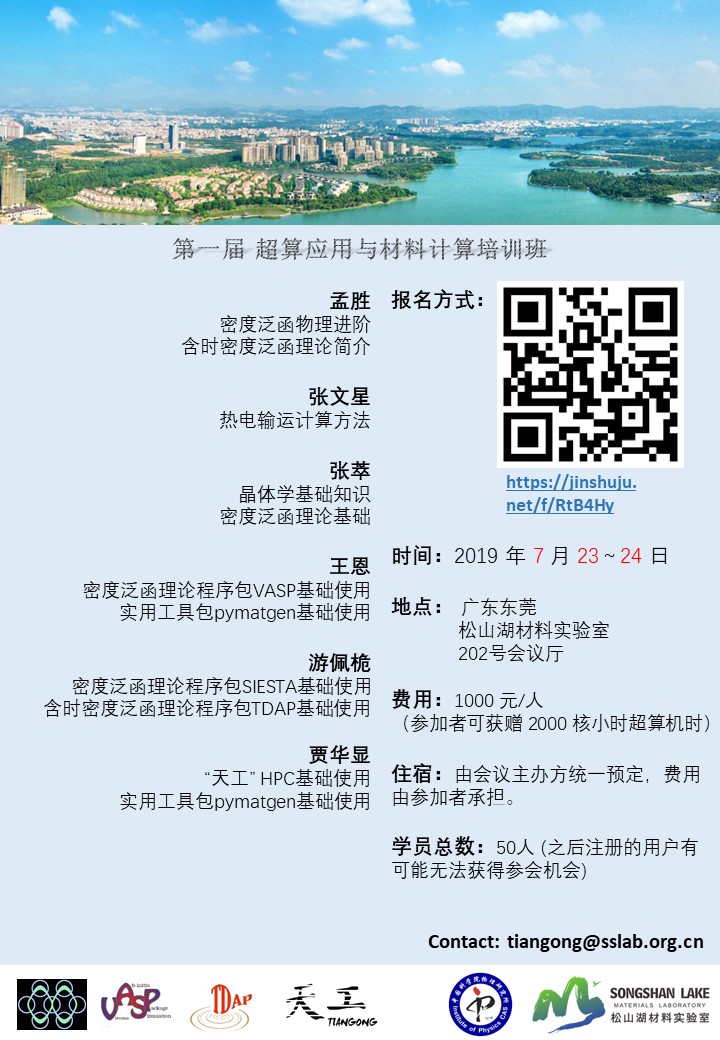 第一届 超算应用与材料计算培训班
孟胜
密度泛函物理进阶
含时密度泛函理论简介
张文星
热电输运计算方法
张萃
晶体学基础知识
密度泛函理论基础
王恩
密度泛函理论程序包VASP基础使用
实用工具包pymatgen基础使用
游佩桅
密度泛函理论程序包SIESTA基础使用
含时密度泛函理论程序包TDAP基础使用
贾华显
“天工” HPC基础使用
实用工具包pymatgen基础使用
报名方式：
https://jinshuju.
net/f/RtB4Hy
时间：2019 年 7 月 23 ~ 24 日
地点： 广东东莞
松山湖材料实验室
202号会议厅
费用：1000 元/人
（参加者可获赠 2000 核小时超算机时）
住宿：由会议主办方统一预定，费用
由参加者承担。
学员总数：50人 (之后注册的用户有
可能无法获得参会机会)
Contact: tiangong@sslab.org.cn
VASP
TDAP
天工
TIANGONG
中国科学院物理研究所
Institute of Physics CAS
SONGSHAN LAKE
MATERIALS LABORATORY
松山湖材料实验室